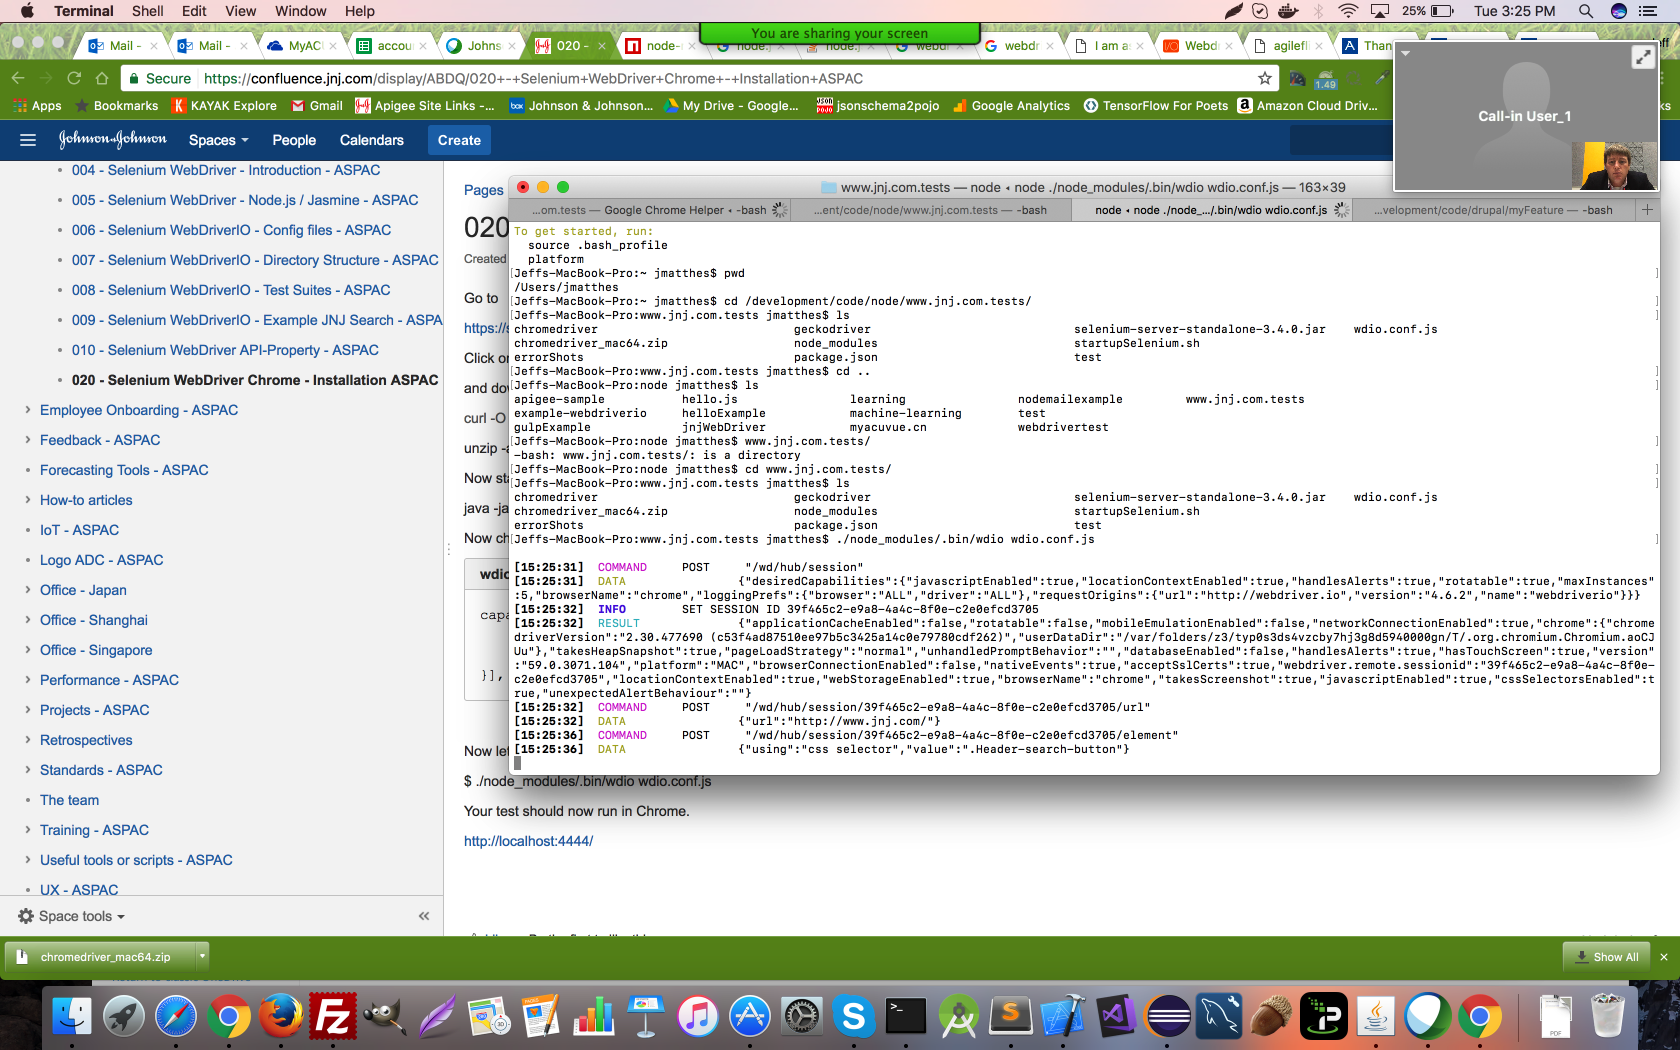 Terminal Shell Edit View Window Help
25% Tue 3:25 PM
You are sharing your screen
Mail - Mail - MyACU accou Johns 020 - node- node. node.j webdr I am a Webd agilefl Than
Secure https://confluence.jnj.com/display/ABDQ/020+-+Selenium+WebDriver+Chrome+-+Installation+ASPAC
1.49
Apps Bookmarks KAYAK Explore Gmail Apigee Site Links -... Johnson & Johnson... My Drive - Google... jsonschema2pojo Google Analytics TensorFlow For Poets Amazon Cloud Driv...
Call-in User_1
Johnson & Johnson Spaces People Calendars Create
004 - Selenium WebDriver - Introduction - ASPAC
005 - Selenium WebDriver - Node.js / Jasmine - ASPAC
006 - Selenium WebDriverIO - Config files - ASPAC
007 - Selenium WebDriverIO - Directory Structure - ASPAC
008 - Selenium WebDriverIO - Test Suites - ASPAC
009 - Selenium WebDriverIO - Example JNJ Search - ASPA
010 - Selenium WebDriver API-Property - ASPAC
020 - Selenium WebDriver Chrome - Installation ASPAC
Employee Onboarding - ASPAC
Feedback - ASPAC
Forecasting Tools - ASPAC
How-to articles
IoT - ASPAC
Logo ADC - ASPAC
Office - Japan
Office - Shanghai
Office - Singapore
Performance - ASPAC
Projects - ASPAC
Retrospectives
Standards - ASPAC
The team
Training - ASPAC
Useful tools or scripts - ASPAC
UX - ASPAC
Space tools
Pages
020
Created
Go to
https://s
Click on
and dov
curl -O
unzip -a
Now sta
java -ja
Now ch
wdio
capa
}],
Now let
$ ./node_modules/.bin/wdio wdio.conf.js
Your test should now run in Chrome.
http://localhost:4444/
www.jnj.com.tests — node ◂ node ./node_modules/.bin/wdio wdio.conf.js — 163×39
...om.tests — Google Chrome Helper ◂ -bash ...ent/code/node/www.jnj.com.tests — -bash node ◂ node ./node_.../.bin/wdio wdio.conf.js ...velopment/code/drupal/myFeature — -bash
To get started, run:
source .bash_profile
platform
[Jeffs-MacBook-Pro:~ jmatthes$ pwd
/Users/jmatthes
[Jeffs-MacBook-Pro:~ jmatthes$ cd /development/code/node/www.jnj.com.tests/
[Jeffs-MacBook-Pro:www.jnj.com.tests jmatthes$ ls
chromedriver geckodriver selenium-server-standalone-3.4.0.jar wdio.conf.js
chromedriver_mac64.zip node_modules startupSelenium.sh
errorShots package.json test
[Jeffs-MacBook-Pro:www.jnj.com.tests jmatthes$ cd ..
[Jeffs-MacBook-Pro:node jmatthes$ ls
apigee-sample hello.js learning nodemailexample www.jnj.com.tests
example-webdriverio helloExample machine-learning test
gulpExample jnjWebDriver myacuvue.cn webdrivertest
[Jeffs-MacBook-Pro:node jmatthes$ www.jnj.com.tests/
-bash: www.jnj.com.tests/: is a directory
[Jeffs-MacBook-Pro:node jmatthes$ cd www.jnj.com.tests/
[Jeffs-MacBook-Pro:www.jnj.com.tests jmatthes$ ls
chromedriver geckodriver selenium-server-standalone-3.4.0.jar wdio.conf.js
chromedriver_mac64.zip node_modules startupSelenium.sh
errorShots package.json test
[Jeffs-MacBook-Pro:www.jnj.com.tests jmatthes$ ./node_modules/.bin/wdio wdio.conf.js
[15:25:31] COMMAND POST "/wd/hub/session"
[15:25:31] DATA {"desiredCapabilities":{"javascriptEnabled":true,"locationContextEnabled":true,"handlesAlerts":true,"rotatable":true,"maxInstances"
:5,"browserName":"chrome","loggingPrefs":{"browser":"ALL","driver":"ALL"},"requestOrigins":{"url":"http://webdriver.io","version":"4.6.2","name":"webdriverio"}}}
[15:25:32] INFO SET SESSION ID 39f465c2-e9a8-4a4c-8f0e-c2e0efcd3705
[15:25:32] RESULT {"applicationCacheEnabled":false,"rotatable":false,"mobileEmulationEnabled":false,"networkConnectionEnabled":true,"chrome":{"chrome
driverVersion":"2.30.477690 (c53f4ad87510ee97b5c3425a14c0e79780cdf262)","userDataDir":"/var/folders/z3/typ0s3ds4vzcby7hj3g8d5940000gn/T/.org.chromium.Chromium.aoCJ
Uu"},"takesHeapSnapshot":true,"pageLoadStrategy":"normal","unhandledPromptBehavior":"","databaseEnabled":false,"handlesAlerts":true,"hasTouchScreen":true,"version"
:"59.0.3071.104","platform":"MAC","browserConnectionEnabled":false,"nativeEvents":true,"acceptSslCerts":true,"webdriver.remote.sessionid":"39f465c2-e9a8-4a4c-8f0e-
c2e0efcd3705","locationContextEnabled":true,"webStorageEnabled":true,"browserName":"chrome","takesScreenshot":true,"javascriptEnabled":true,"cssSelectorsEnabled":t
rue,"unexpectedAlertBehaviour":""}
[15:25:32] COMMAND POST "/wd/hub/session/39f465c2-e9a8-4a4c-8f0e-c2e0efcd3705/url"
[15:25:32] DATA {"url":"http://www.jnj.com/"}
[15:25:36] COMMAND POST "/wd/hub/session/39f465c2-e9a8-4a4c-8f0e-c2e0efcd3705/element"
[15:25:36] DATA {"using":"css selector","value":".Header-search-button"}
chromedriver_mac64.zip
Show All